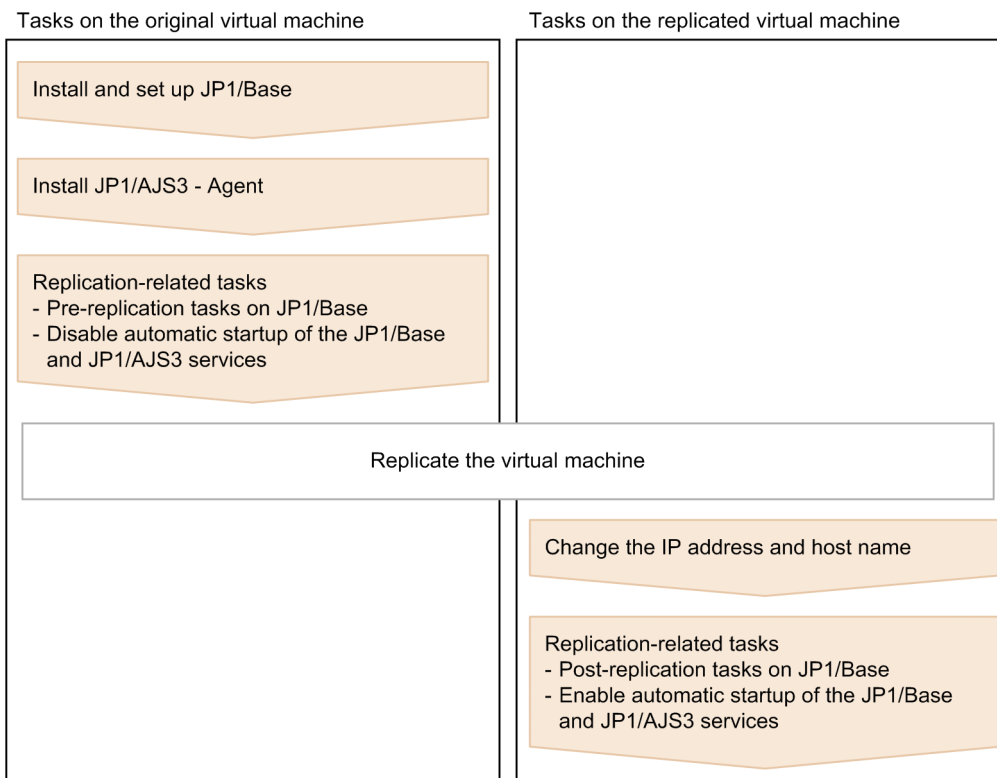 Tasks on the original virtual machine
Tasks on the replicated virtual machine
Install and set up JP1/Base
Install JP1/AJS3 - Agent
Replication-related tasks
- Pre-replication tasks on JP1/Base
- Disable automatic startup of the JP1/Base
and JP1/AJS3 services
Replicate the virtual machine
Change the IP address and host name
Replication-related tasks
- Post-replication tasks on JP1/Base
- Enable automatic startup of the JP1/Base
and JP1/AJS3 services